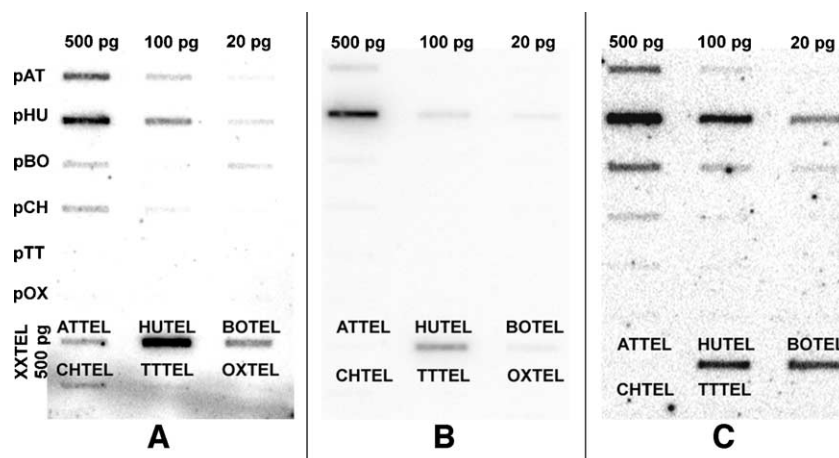 500 pg 100 pg 20 pg 500 pg 100 pg 20 pg 500 pg 100 pg 20 pg
pAT
pHU
pBO
pCH
pTT
pOX
XXTEL
500 pg
ATTEL HUTEL BOTEL ATTEL HUTEL BOTEL ATTEL HUTEL BOTEL
CHTEL TTTEL OXTEL CHTEL TTTEL OXTEL CHTEL TTTEL
A B C